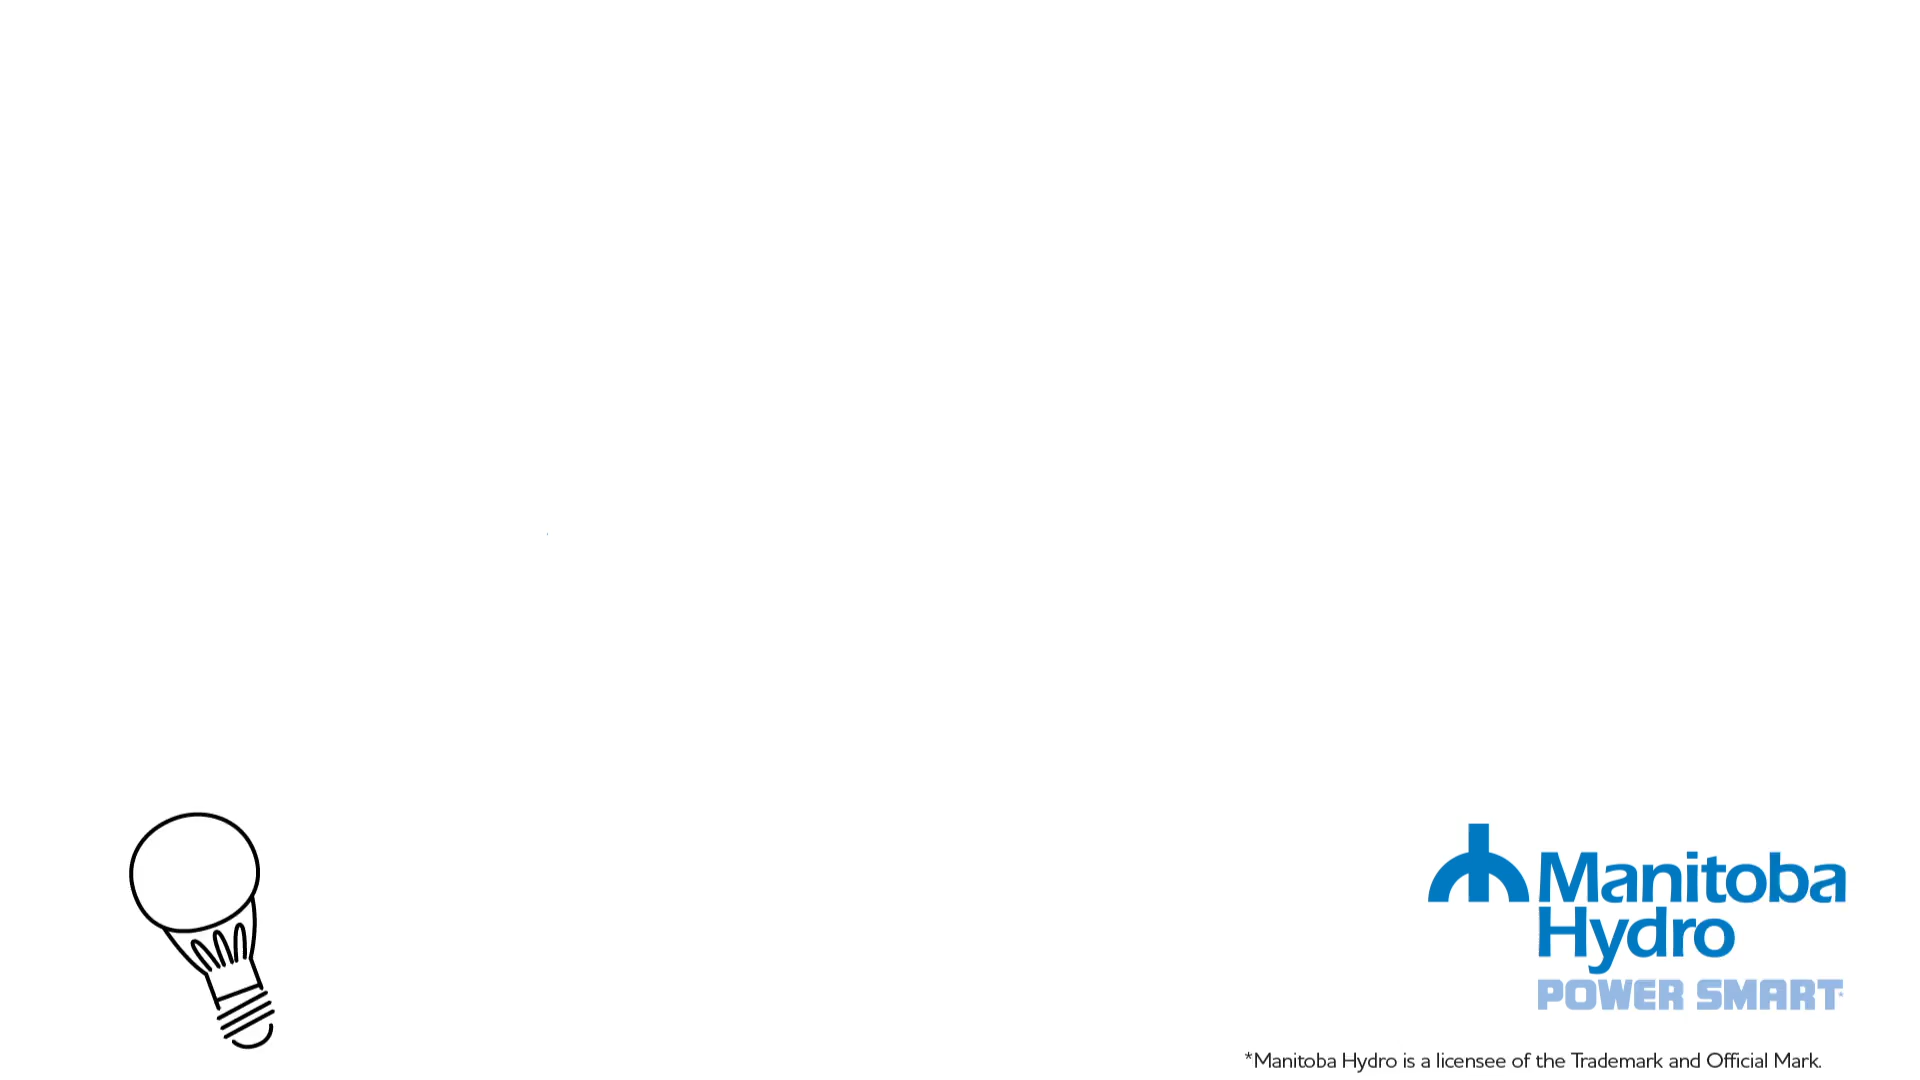 Manitoba
Hydro
POWER SMART*
*Manitoba Hydro is a licensee of the Trademark and Official Mark.